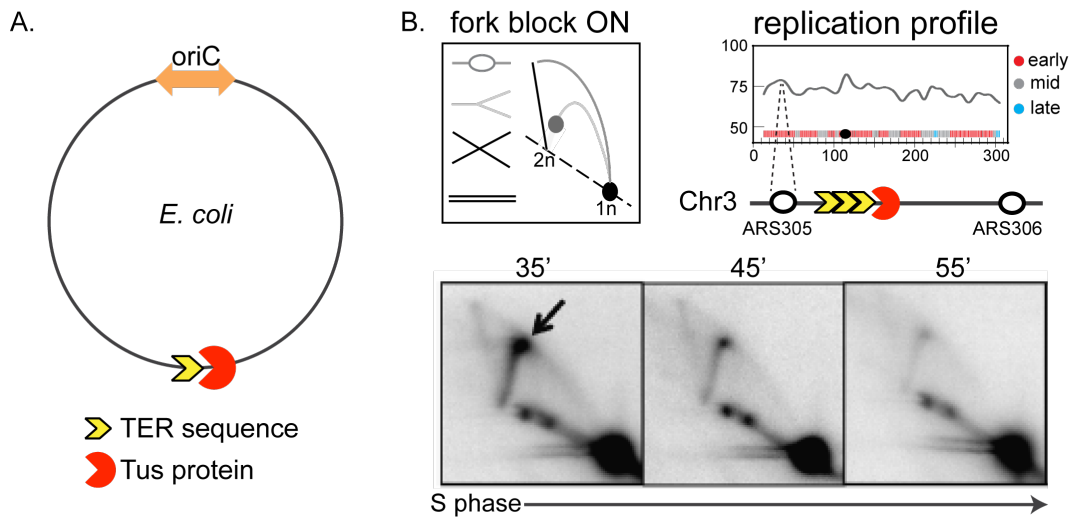 A.
oriC
E. coli
TER sequence
Tus protein
B.
fork block ON
2n
1n
replication profile
100
75
50
0
100
200
300
early
mid
late
Chr3
ARS305
ARS306
35’
45’
55’
S phase